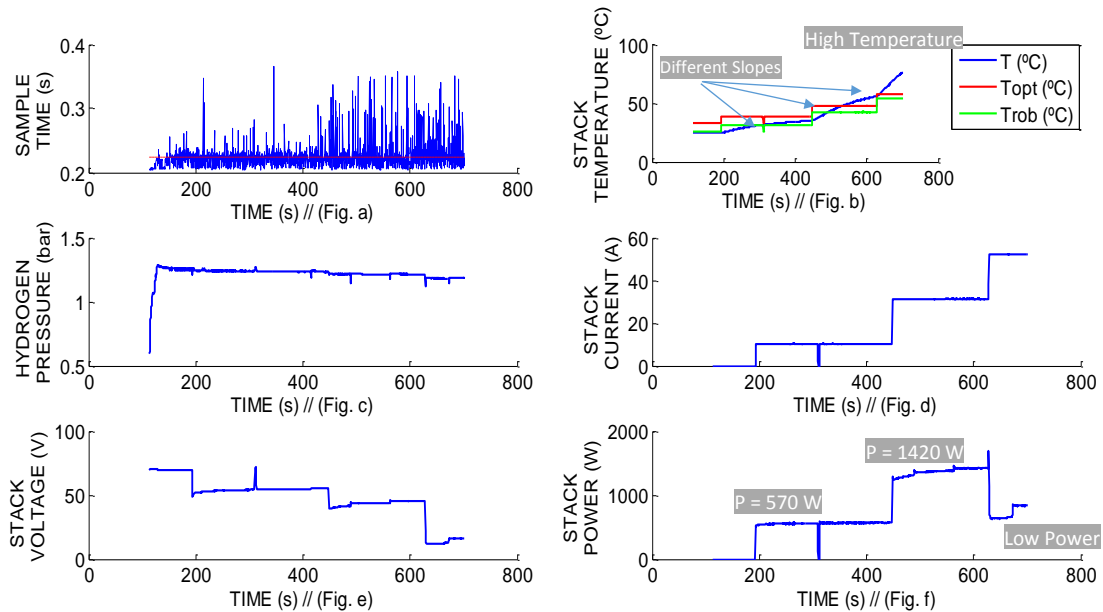 SAMPLE
TIME (s)
0.4
0.3
0.2
0
200
400
600
800
TIME (s) // (Fig. a)
STACK
TEMPERATURE (ºC)
100
50
0
High Temperature
Different Slopes
T (ºC)
Topt (ºC)
Trob (ºC)
0
200
400
600
800
TIME (s) // (Fig. b)
HYDROGEN
PRESSURE (bar)
1.5
1
0.5
0
200
400
600
800
TIME (s) // (Fig. c)
STACK
CURRENT (A)
60
40
20
0
0
200
400
600
800
TIME (s) // (Fig. d)
STACK
VOLTAGE (V)
100
50
0
0
200
400
600
800
TIME (s) // (Fig. e)
STACK
POWER (W)
2000
1000
0
P = 1420 W
P = 570 W
Low Power
0
200
400
600
800
TIME (s) // (Fig. f)